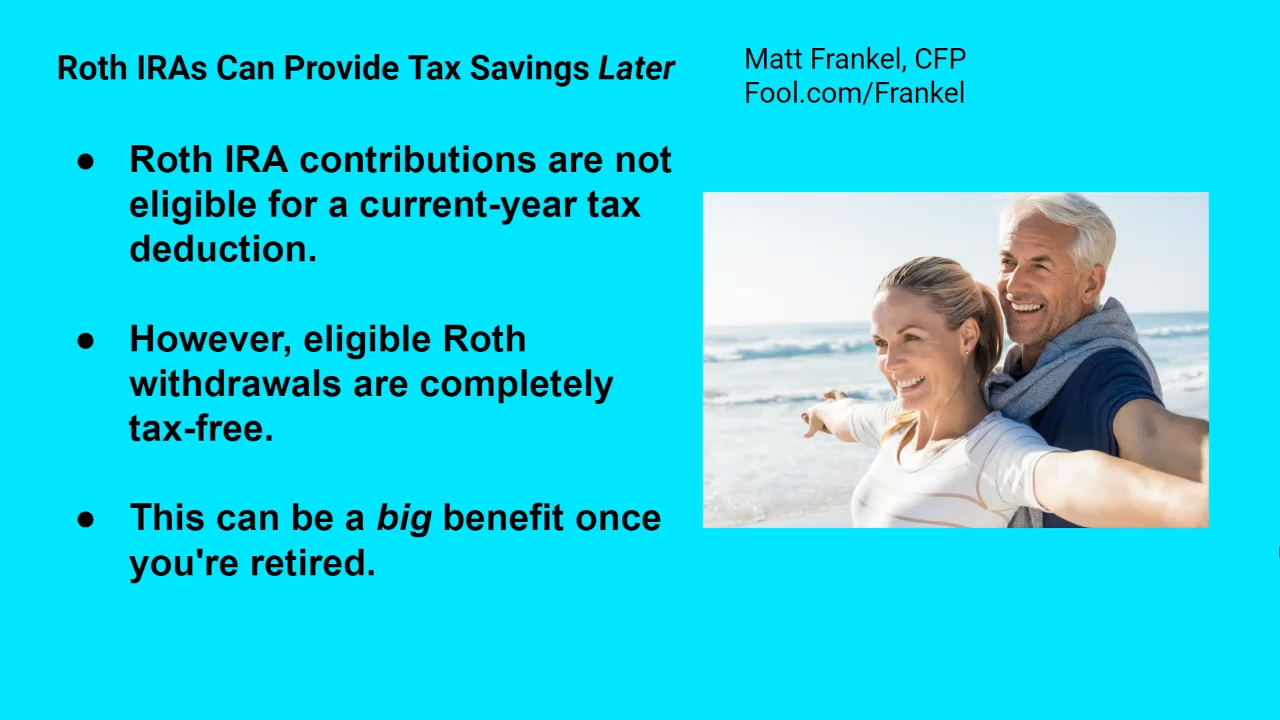 Roth IRAs Can Provide Tax Savings Later
Matt Frankel, CFP
Fool.com/Frankel
● Roth IRA contributions are not
eligible for a current-year tax
deduction.
● However, eligible Roth
withdrawals are completely
tax-free.
● This can be a big benefit once
you're retired.